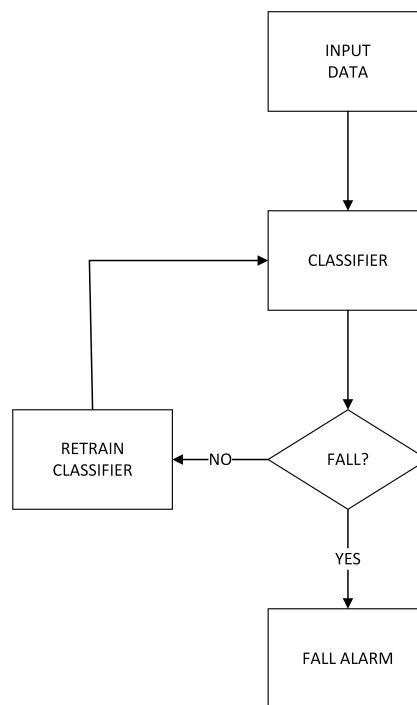 INPUT
DATA
CLASSIFIER
RETRAIN
CLASSIFIER
NO
FALL?
YES
FALL ALARM